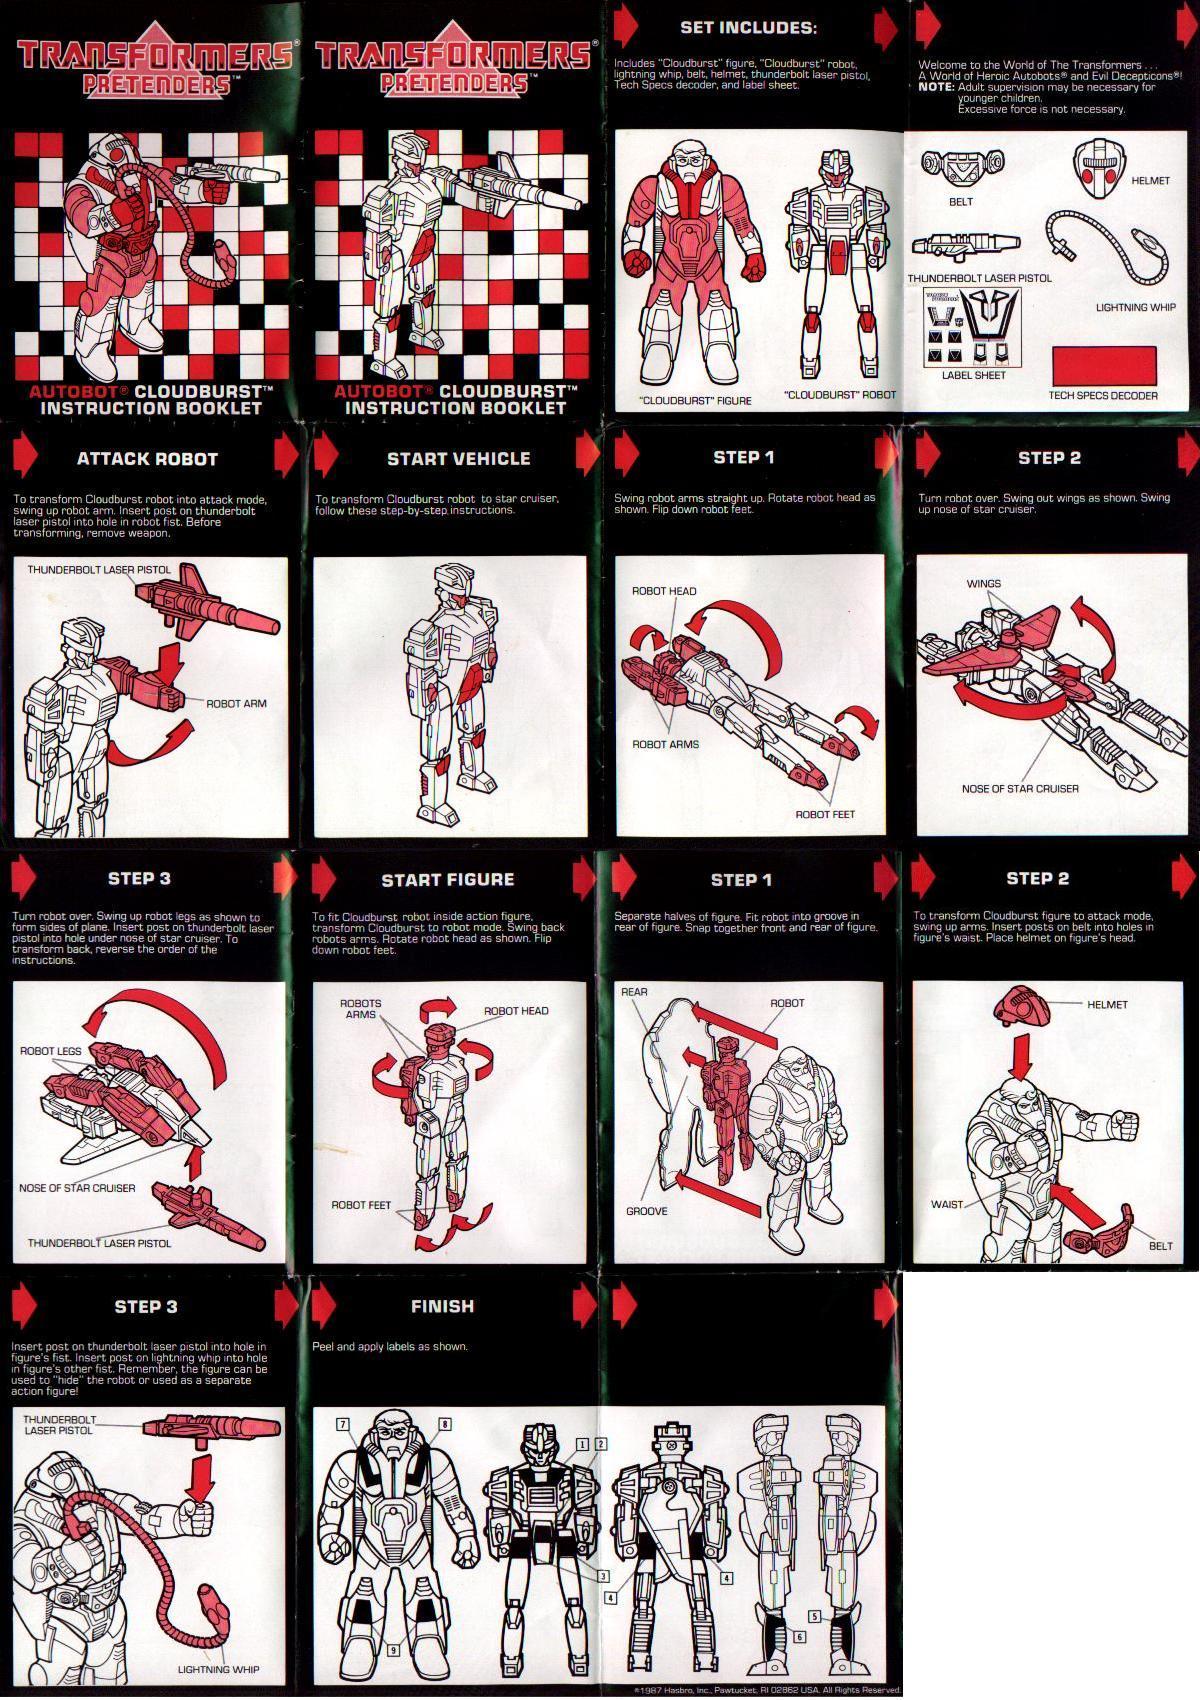 TRANSFORMERS®
PRETENDERS™
AUTOBOT® CLOUDBURST™
INSTRUCTION BOOKLET
TRANSFORMERS®
PRETENDERS™
AUTOBOT® CLOUDBURST™
INSTRUCTION BOOKLET
SET INCLUDES:
Includes "Cloudburst" figure, "Cloudburst" robot,
lightning whip, belt, helmet, thunderbolt laser pistol,
Tech Specs decoder, and label sheet.
"CLOUDBURST" FIGURE
"CLOUDBURST" ROBOT
Welcome to the World of The Transformers . . .
A World of Heroic Autobots® and Evil Decepticons®!
NOTE: Adult supervision may be necessary for
younger children.
Excessive force is not necessary.
BELT
HELMET
THUNDERBOLT LASER PISTOL
LIGHTNING WHIP
LABEL SHEET
TECH SPECS DECODER
ATTACK ROBOT
To transform Cloudburst robot into attack mode,
swing up robot arm. Insert post on thunderbolt
laser pistol into hole in robot fist. Before
transforming, remove weapon.
THUNDERBOLT LASER PISTOL
ROBOT ARM
START VEHICLE
To transform Cloudburst robot to star cruiser,
follow these step-by-step instructions.
STEP 1
Swing robot arms straight up. Rotate robot head as
shown. Flip down robot feet.
ROBOT HEAD
ROBOT ARMS
ROBOT FEET
STEP 2
Turn robot over. Swing out wings as shown. Swing
up nose of star cruiser.
WINGS
NOSE OF STAR CRUISER
STEP 3
Turn robot over. Swing up robot legs as shown to
form sides of plane. Insert post on thunderbolt laser
pistol into hole under nose of star cruiser. To
transform back, reverse the order of the
instructions.
ROBOT LEGS
NOSE OF STAR CRUISER
THUNDERBOLT LASER PISTOL
START FIGURE
To fit Cloudburst robot inside action figure,
transform Cloudburst to robot mode. Swing back
robots arms. Rotate robot head as shown. Flip
down robot feet.
ROBOTS
ARMS
ROBOT HEAD
ROBOT FEET
STEP 1
Separate halves of figure. Fit robot into groove in
rear of figure. Snap together front and rear of figure.
REAR
ROBOT
GROOVE
STEP 2
To transform Cloudburst figure to attack mode,
swing up arms. Insert posts on belt into holes in
figure's waist. Place helmet on figure's head.
HELMET
WAIST
BELT
STEP 3
Insert post on thunderbolt laser pistol into hole in
figure's fist. Insert post on lightning whip into hole
in figure's other fist. Remember, the figure can be
used to "hide" the robot or used as a separate
action figure!
THUNDERBOLT
LASER PISTOL
LIGHTNING WHIP
FINISH
Peel and apply labels as shown.
7
8
1
2
3
4
4
5
6
9
©1987 Hasbro, Inc., Pawtucket, RI 02862 USA. All Rights Reserved.